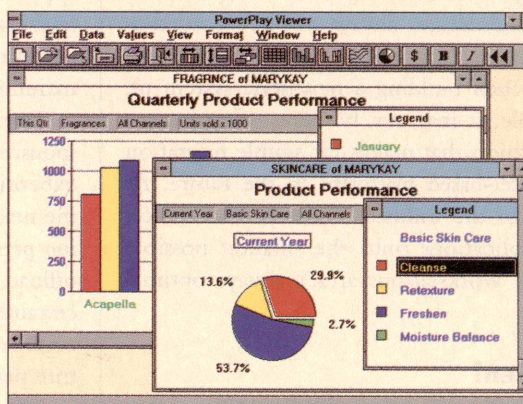 PowerPlay Viewer
File Edit Data Values View Format Window Help
$ B I
FRAGRNCE of MARYKAY
Quarterly Product Performance
This Qtr Fragrances All Channels Units sold x 1000
1250
1000
750
500
250
0
Acapella
Legend
January
SKINCARE of MARYKAY
Product Performance
Current Year Basic Skin Care All Channels
Current Year
13.6%
29.9%
2.7%
53.7%
Legend
Basic Skin Care
Cleanse
Retexture
Freshen
Moisture Balance